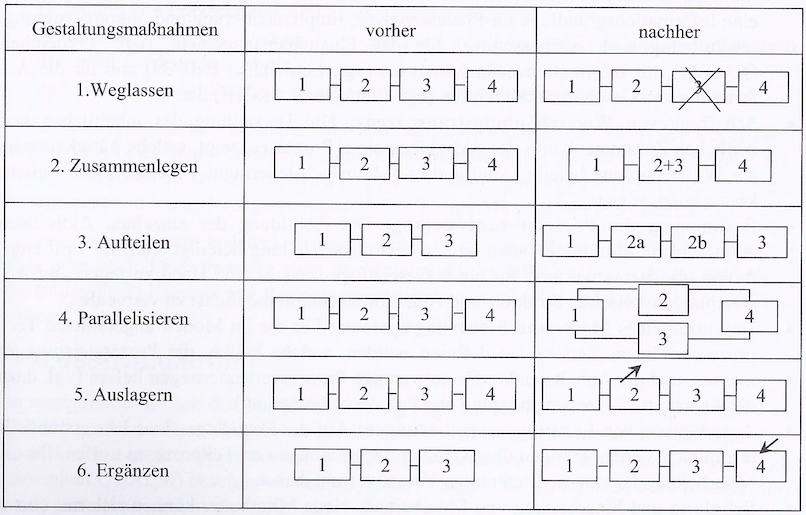 Gestaltungsmaßnahmen vorher nachher
1.Weglassen 1 2 3 4 1 2 3 4
2. Zusammenlegen 1 2 3 4 1 2+3 4
3. Aufteilen 1 2 3 1 2a 2b 3
4. Parallelisieren 1 2 3 4 1 2 3 4
5. Auslagern 1 2 3 4 1 2 3 4
6. Ergänzen 1 2 3 1 2 3 4